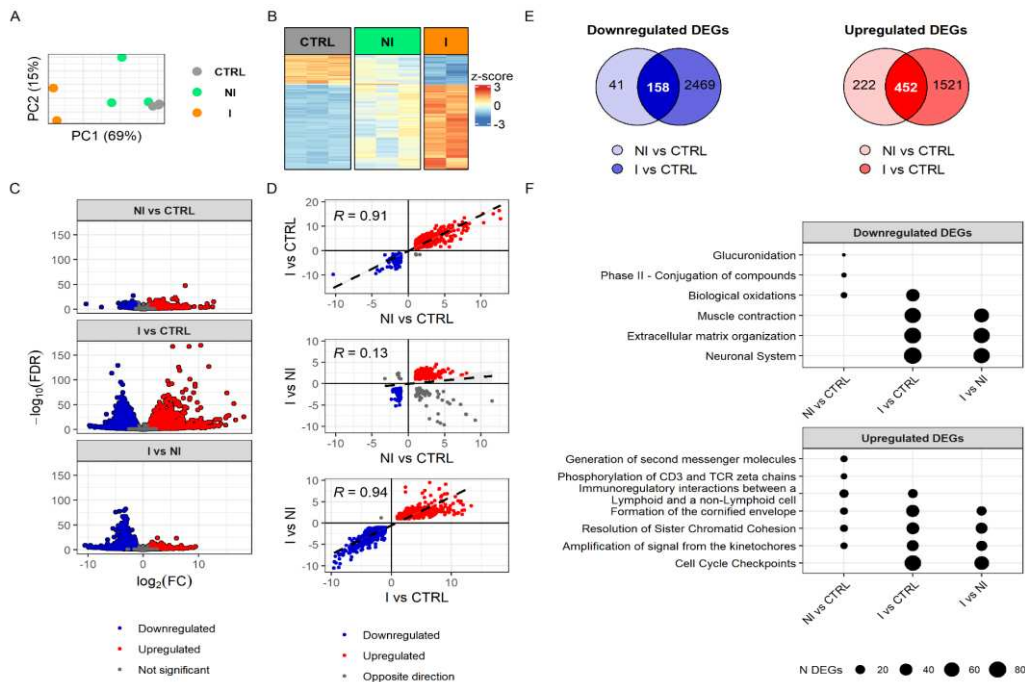 A
PC2 (15%)
PC1 (69%)
CTRL
NI
I
B
CTRL
NI
I
z-score
3
0
-3
C
NI vs CTRL
150
100
50
0
I vs CTRL
150
100
50
0
I vs NI
150
100
50
0
-10 0 10
−log10(FDR)
log2(FC)
Downregulated
Upregulated
Not significant
D
R = 0.91
20
10
0
-10
I vs CTRL
-10 -5 0 5 10
NI vs CTRL
R = 0.13
10
5
0
-5
-10
I vs NI
-10 -5 0 5 10
NI vs CTRL
R = 0.94
10
5
0
-5
-10
I vs NI
-10 0 10
I vs CTRL
Downregulated
Upregulated
Opposite direction
E
Downregulated DEGs
41 158 2469
NI vs CTRL
I vs CTRL
Upregulated DEGs
222 452 1521
NI vs CTRL
I vs CTRL
F
Downregulated DEGs
Glucuronidation
Phase II - Conjugation of compounds
Biological oxidations
Muscle contraction
Extracellular matrix organization
Neuronal System
NI vs CTRL
I vs CTRL
I vs NI
Upregulated DEGs
Generation of second messenger molecules
Phosphorylation of CD3 and TCR zeta chains
Immunoregulatory interactions between a
Lymphoid and a non-Lymphoid cell
Formation of the cornified envelope
Resolution of Sister Chromatid Cohesion
Amplification of signal from the kinetochores
Cell Cycle Checkpoints
NI vs CTRL
I vs CTRL
I vs NI
N DEGs 20 40 60 80